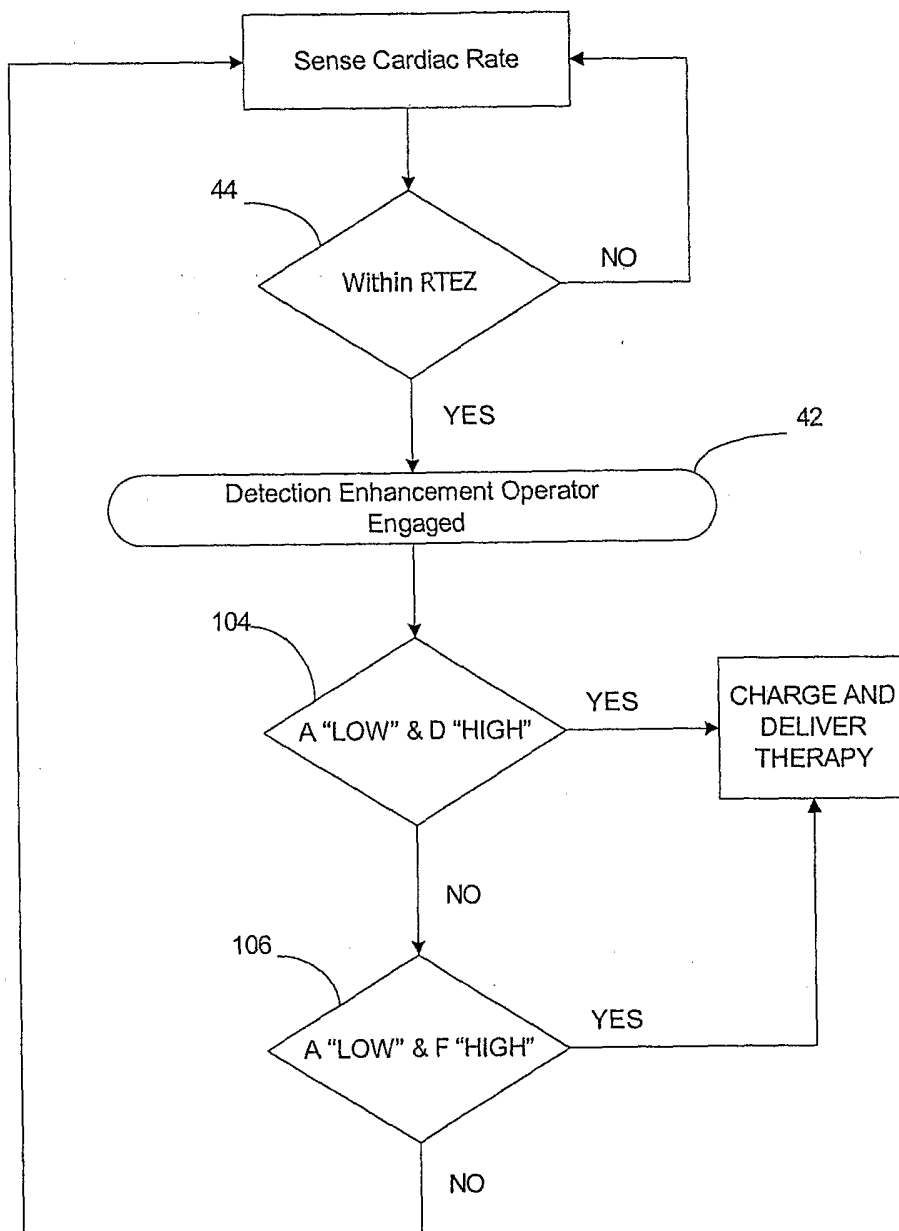 Sense Cardiac Rate
44
Within RTEZ
NO
YES
42
Detection Enhancement Operator
Engaged
104
A “LOW” & D “HIGH”
YES
CHARGE AND
DELIVER
THERAPY
NO
106
A “LOW” & F “HIGH”
YES
NO